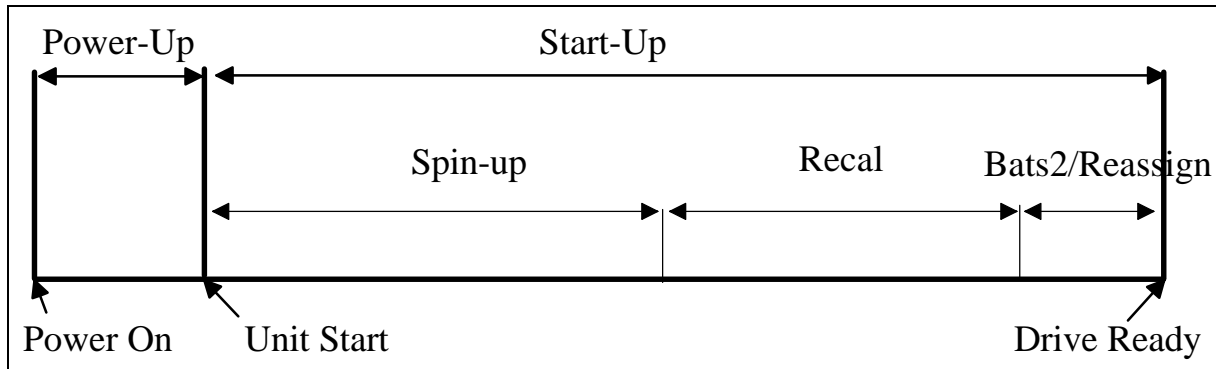 Power-Up Start-Up
Spin-up Recal Bats2/Reassign
Power On Unit Start Drive Ready